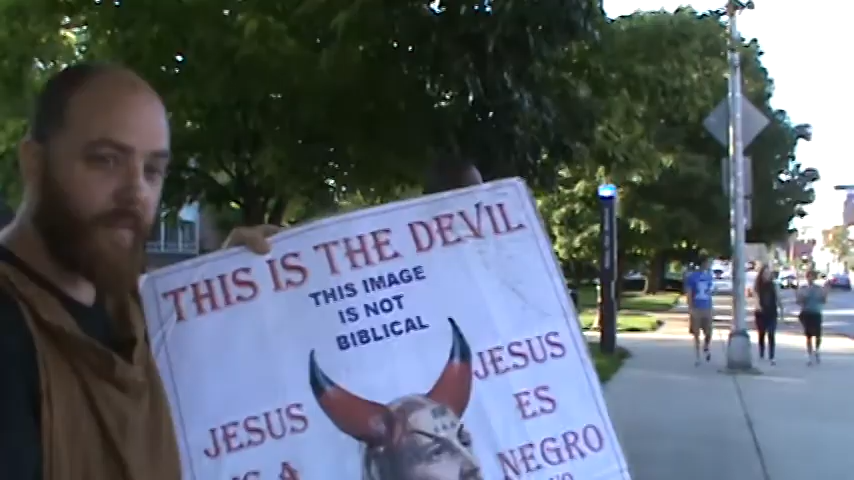 THIS IS THE DEVIL
THIS IMAGE
IS NOT
BIBLICAL
JESUS
JESUS
ES
NEGRO